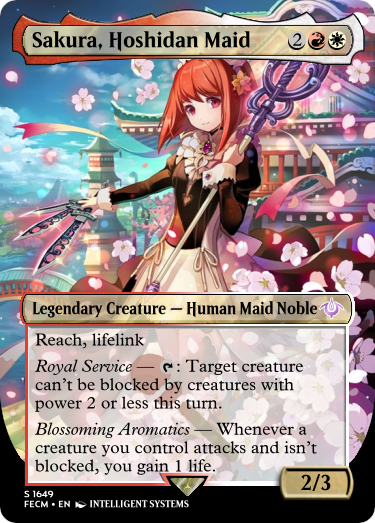 Sakura, Hoshidan Maid 2
Legendary Creature — Human Maid Noble
Reach, lifelink
Royal Service — : Target creature
can't be blocked by creatures with
power 2 or less this turn.
Blossoming Aromatics — Whenever a
creature you control attacks and isn't
blocked, you gain 1 life.
2/3
S 1649
FECM • EN INTELLIGENT SYSTEMS